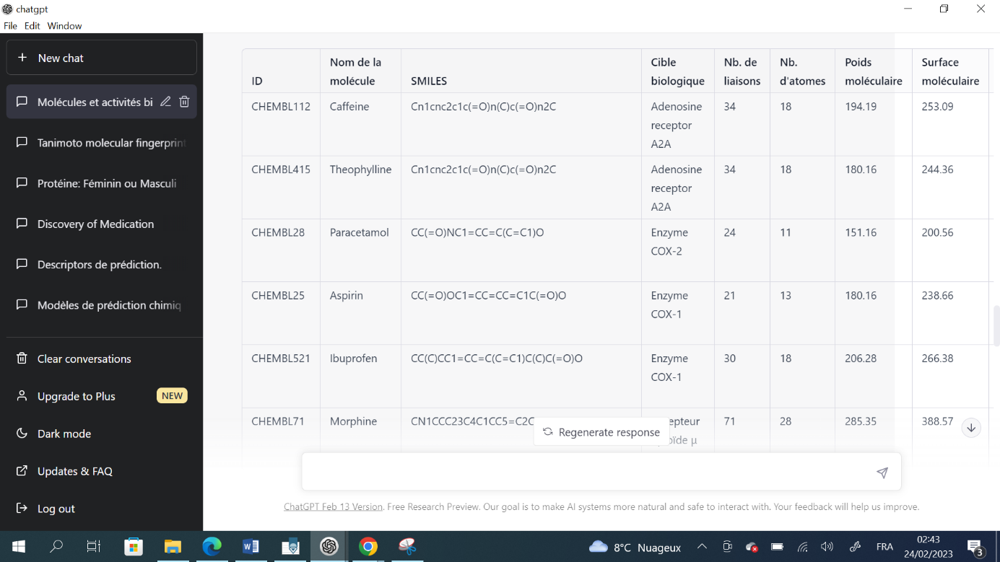 chatgpt
File Edit Window
+ New chat
Molécules et activités bi
Tanimoto molecular fingerprint
Protéine: Féminin ou Masculi
Discovery of Medication
Descriptors de prédiction.
Modèles de prédiction chimiq
Clear conversations
Upgrade to Plus NEW
Dark mode
Updates & FAQ
Log out
ID Nom de la molécule SMILES Cible biologique Nb. de liaisons Nb. d'atomes Poids moléculaire Surface moléculaire
CHEMBL112 Caffeine Cn1cnc2c1c(=O)n(C)c(=O)n2C Adenosine receptor A2A 34 18 194.19 253.09
CHEMBL415 Theophylline Cn1cnc2c1c(=O)n(C)c(=O)n2C Adenosine receptor A2A 34 18 180.16 244.36
CHEMBL28 Paracetamol CC(=O)NC1=CC=C(C=C1)O Enzyme COX-2 24 11 151.16 200.56
CHEMBL25 Aspirin CC(=O)OC1=CC=CC=C1C(=O)O Enzyme COX-1 21 13 180.16 238.66
CHEMBL521 Ibuprofen CC(C)CC1=CC=C(C=C1)C(C)C(=O)O Enzyme COX-1 30 18 206.28 266.38
CHEMBL71 Morphine CN1CCC23C4C1CC5=C2C 71 28 285.35 388.57
μ
Regenerate response
ChatGPT Feb 13 Version. Free Research Preview. Our goal is to make AI systems more natural and safe to interact with. Your feedback will help us improve.
8°C Nuageux FRA 02:43
24/02/2023 3